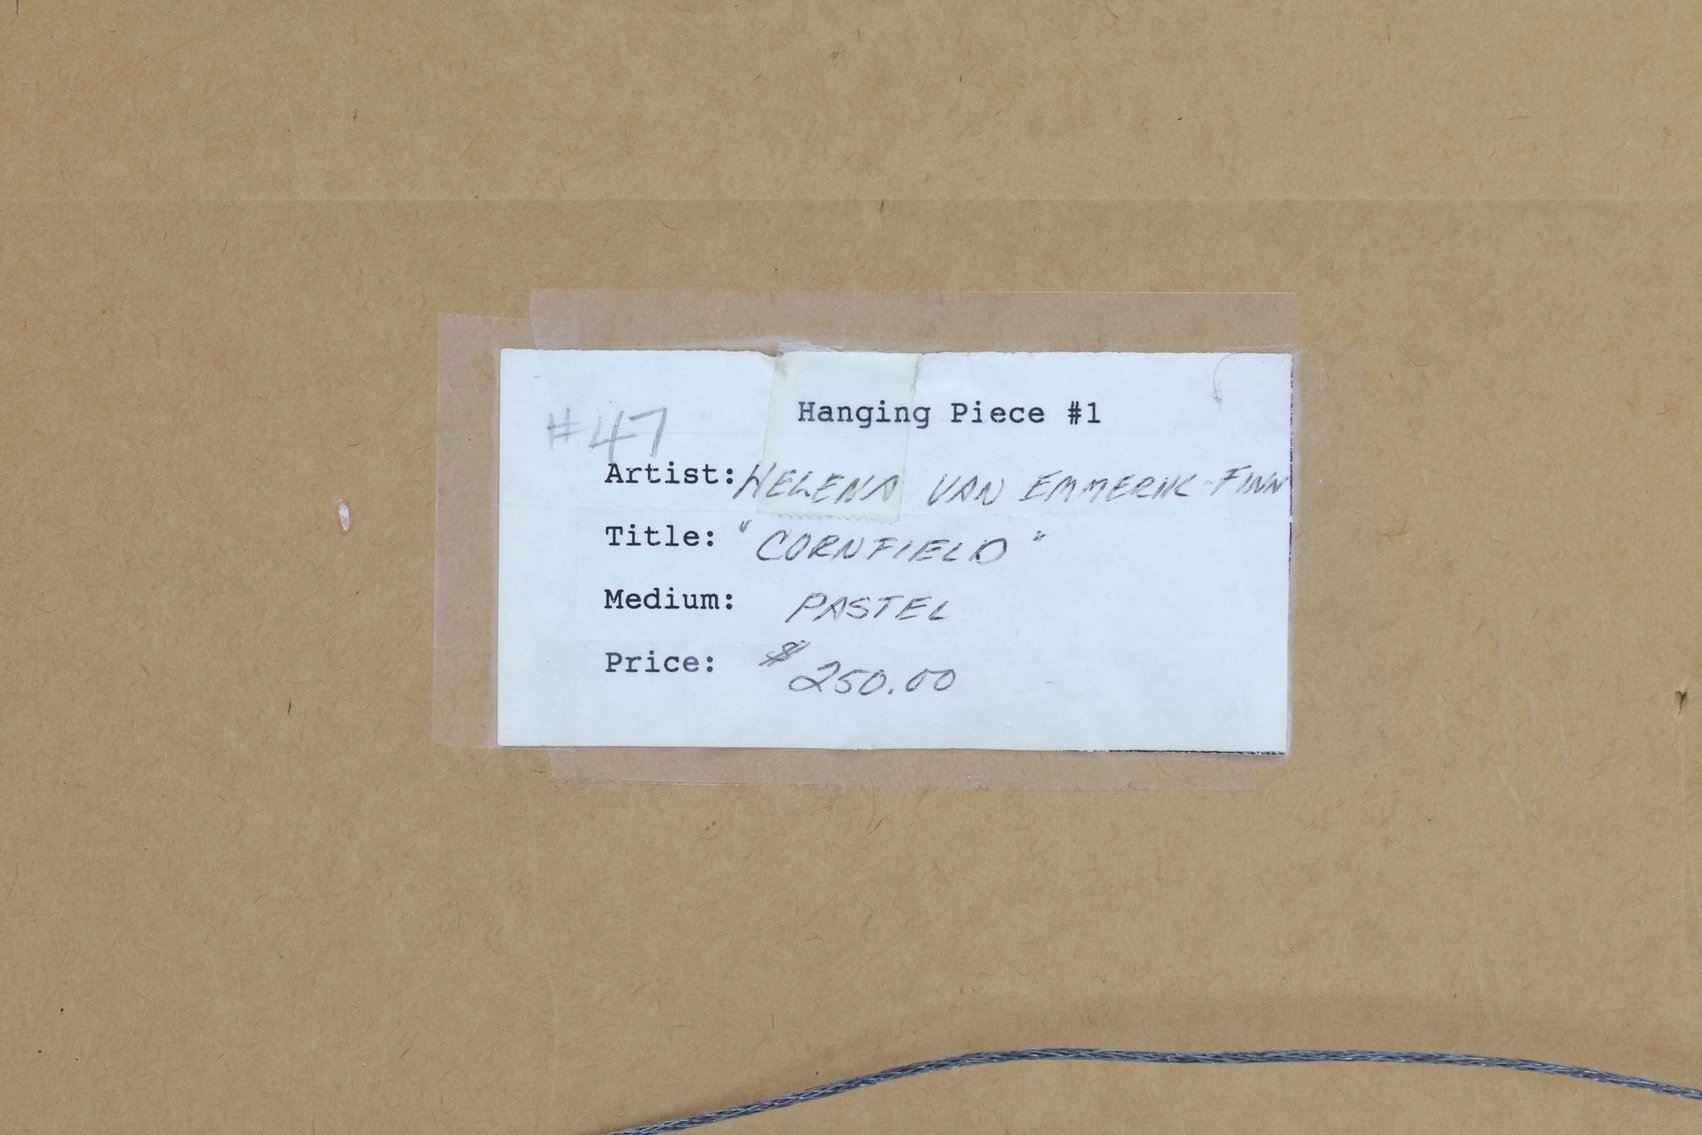 Hanging Piece #1
#47
Artist: HELENA VAN EMMERIK-FINN
Title: "CORNFIELD"
Medium: PASTEL
Price: $250.00